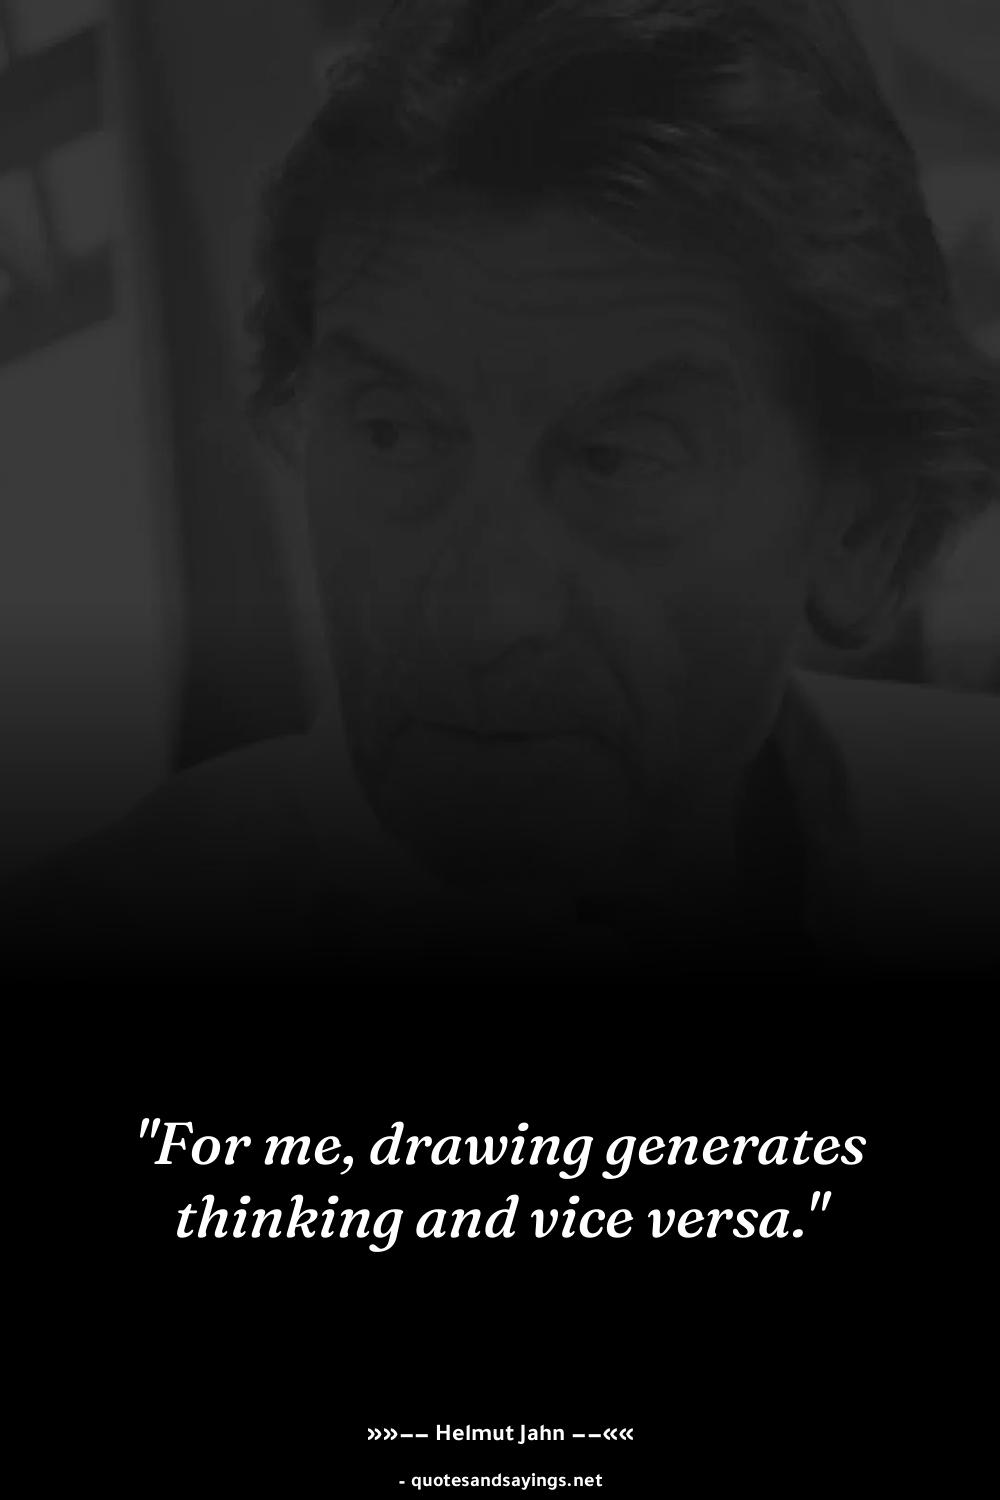 "For me, drawing generates
thinking and vice versa."
»»−− Helmut Jahn −−««
- quotesandsayings.net